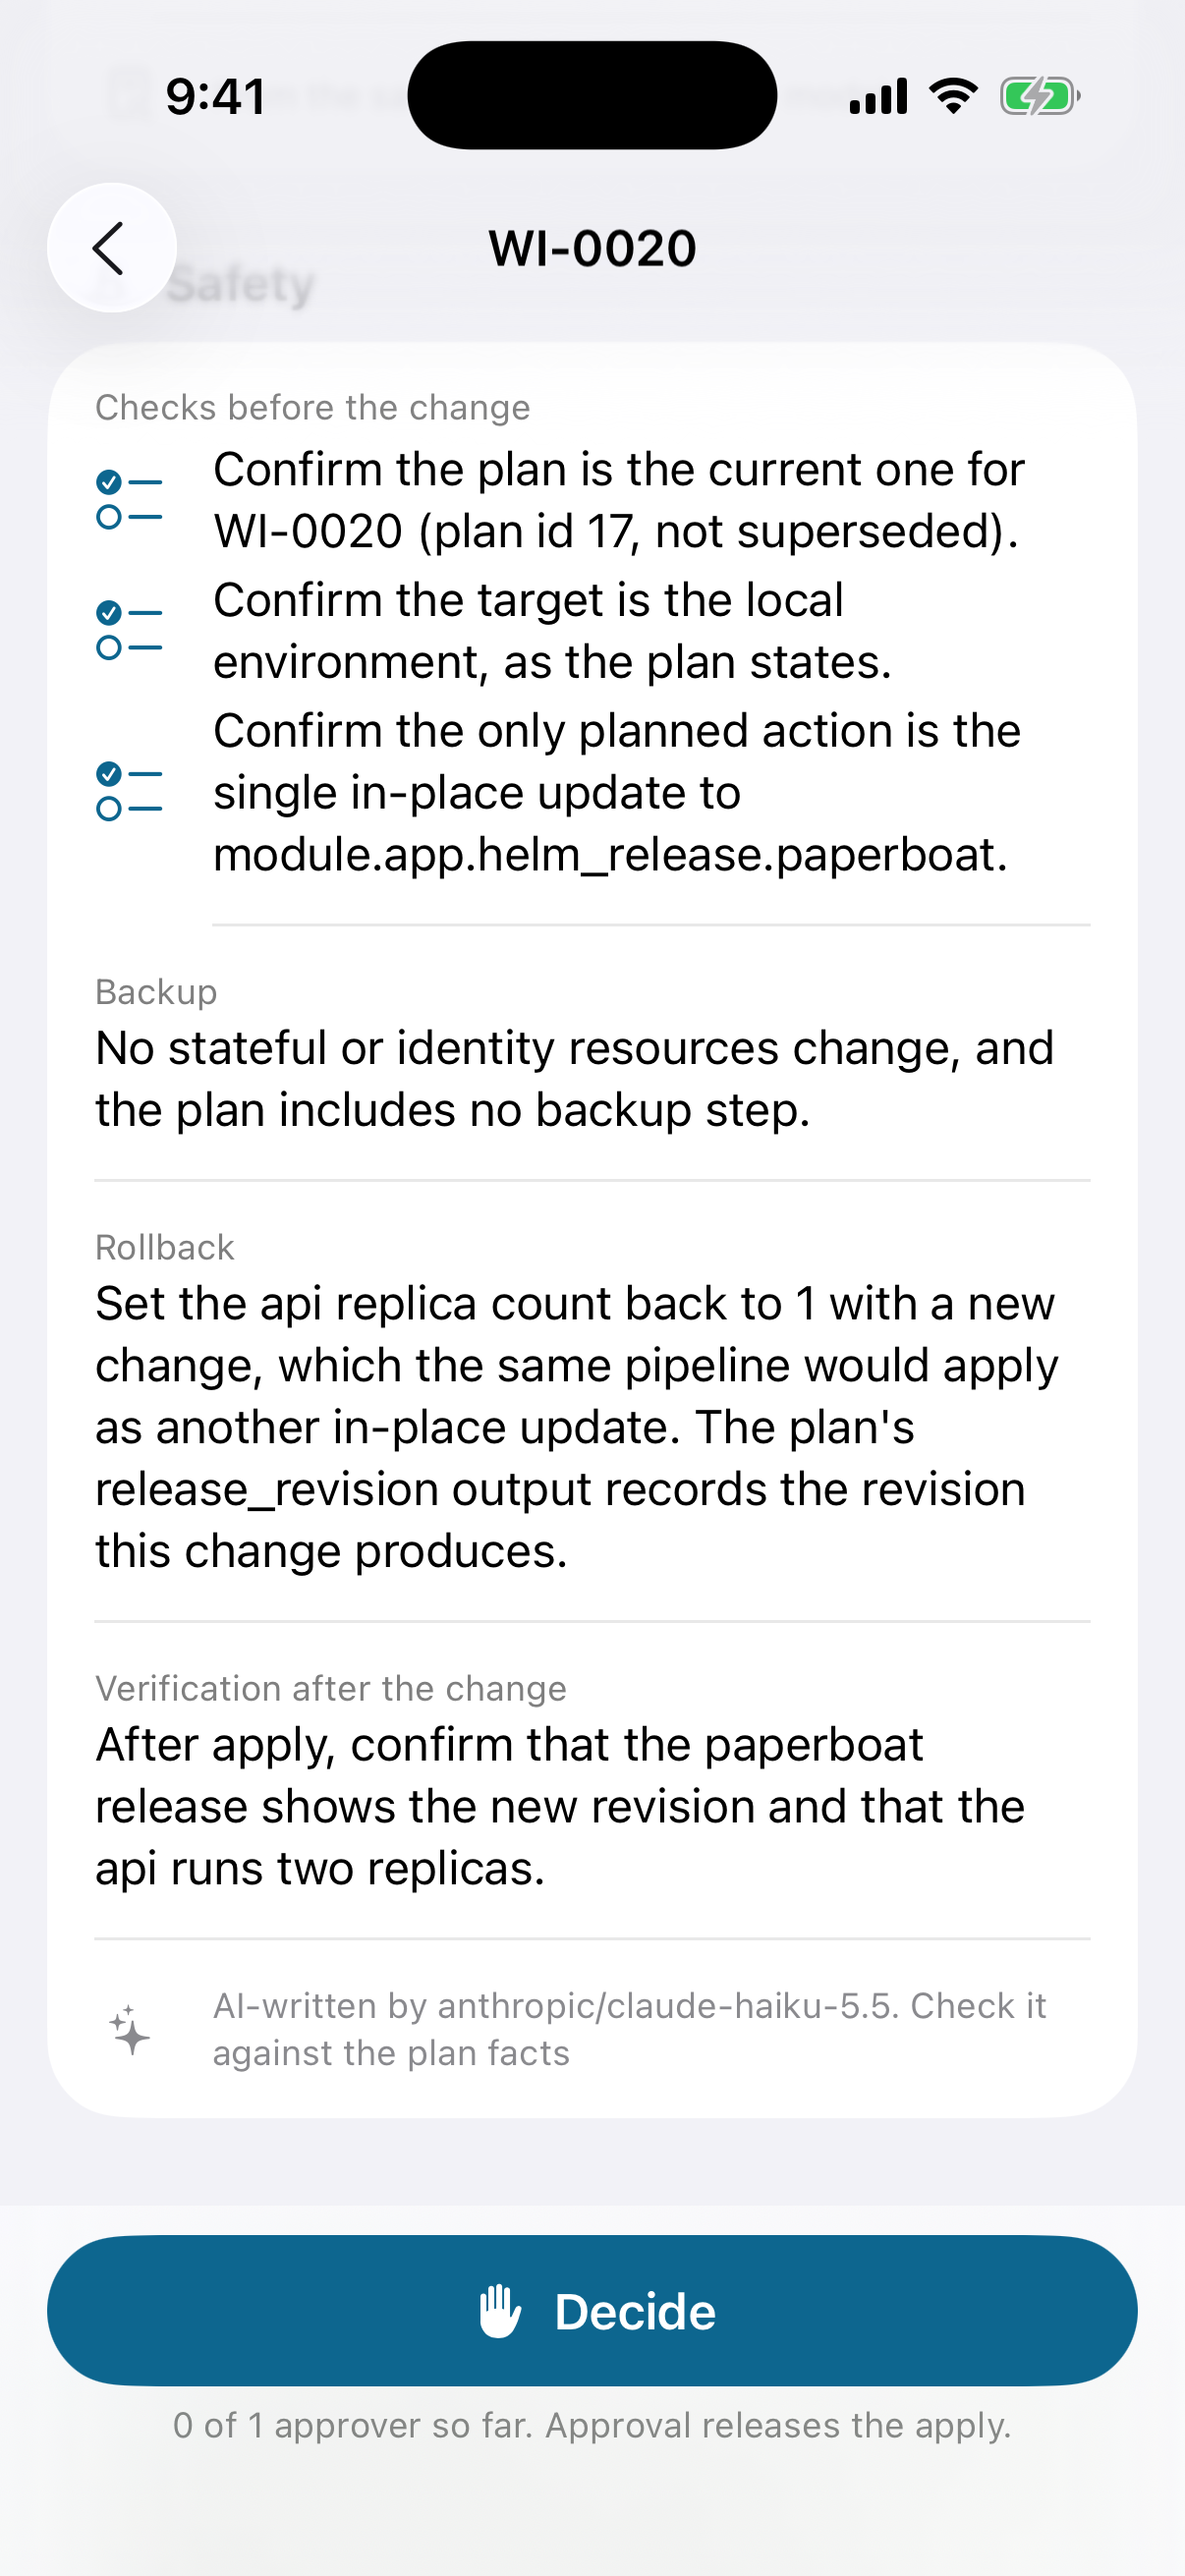 9:41
WI-0020
Safety
Checks before the change
Confirm the plan is the current one for
WI-0020 (plan id 17, not superseded).
Confirm the target is the local
environment, as the plan states.
Confirm the only planned action is the
single in-place update to
module.app.helm_release.paperboat.
Backup
No stateful or identity resources change, and
the plan includes no backup step.
Rollback
Set the api replica count back to 1 with a new
change, which the same pipeline would apply
as another in-place update. The plan's
release_revision output records the revision
this change produces.
Verification after the change
After apply, confirm that the paperboat
release shows the new revision and that the
api runs two replicas.
AI-written by anthropic/claude-haiku-5.5. Check it
against the plan facts
Decide
0 of 1 approver so far. Approval releases the apply.